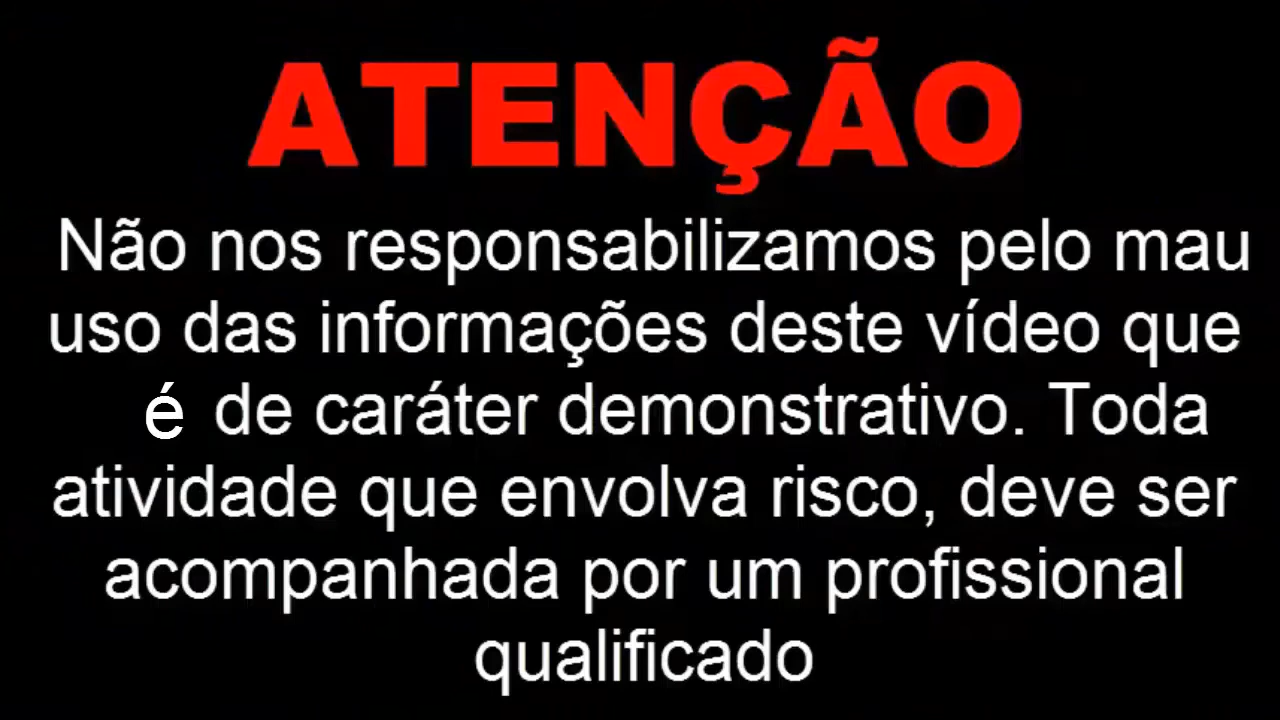 ATENÇÃO
Não nos responsabilizamos pelo mau
uso das informações deste vídeo que
é de caráter demonstrativo. Toda
atividade que envolva risco, deve ser
acompanhada por um profissional
qualificado